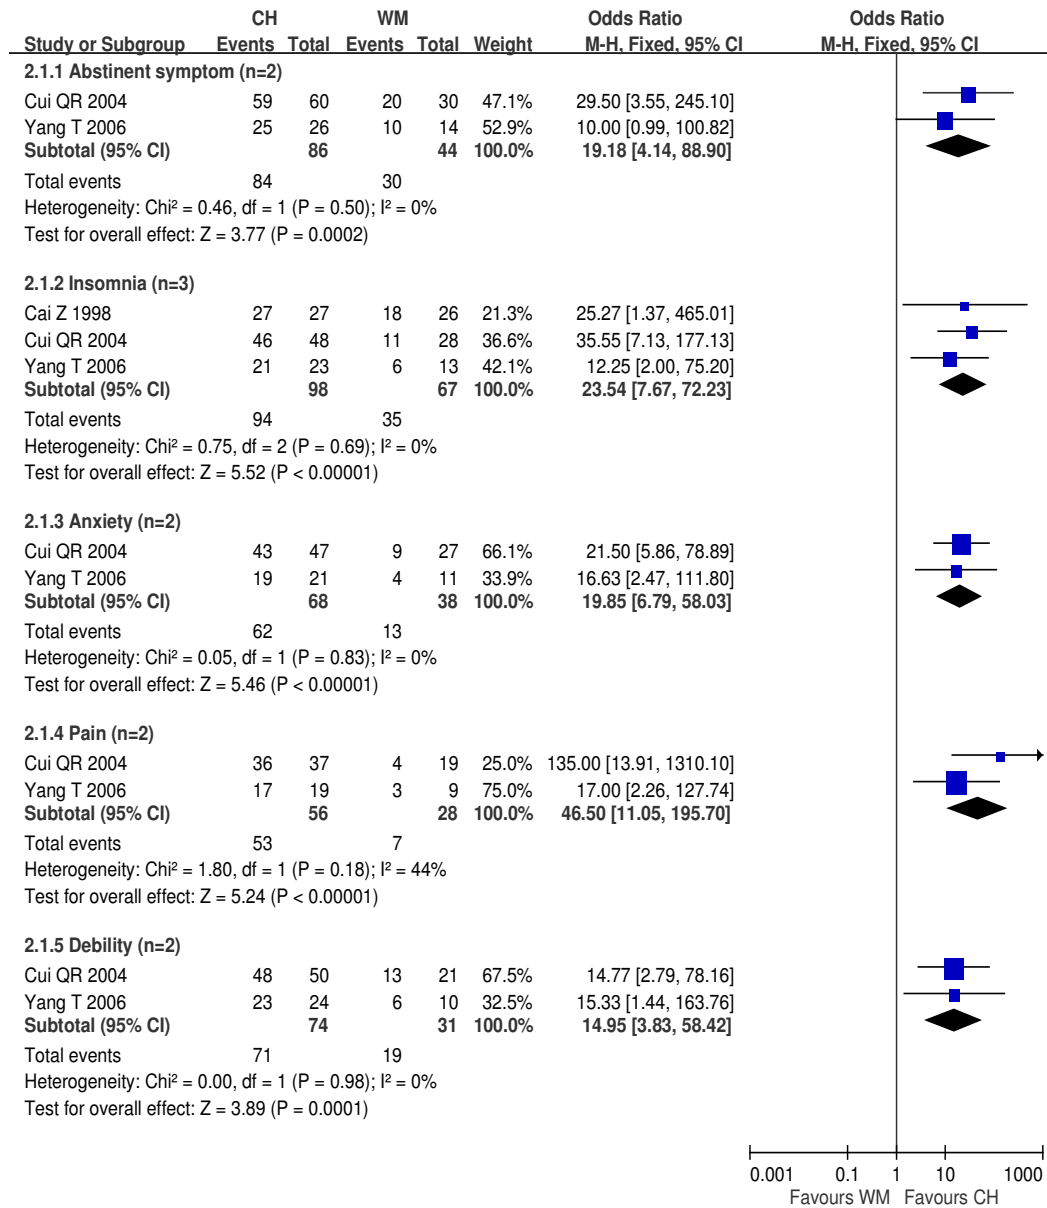 CH WM Odds Ratio Odds Ratio
Study or Subgroup Events Total Events Total Weight M-H, Fixed, 95% CI M-H, Fixed, 95% CI
2.1.1 Abstinent symptom (n=2)
Cui QR 2004 59 60 20 30 47.1% 29.50 [3.55, 245.10]
Yang T 2006 25 26 10 14 52.9% 10.00 [0.99, 100.82]
Subtotal (95% CI) 86 44 100.0% 19.18 [4.14, 88.90]
Total events 84 30
Heterogeneity: Chi² = 0.46, df = 1 (P = 0.50); I² = 0%
Test for overall effect: Z = 3.77 (P = 0.0002)
2.1.2 Insomnia (n=3)
Cai Z 1998 27 27 18 26 21.3% 25.27 [1.37, 465.01]
Cui QR 2004 46 48 11 28 36.6% 35.55 [7.13, 177.13]
Yang T 2006 21 23 6 13 42.1% 12.25 [2.00, 75.20]
Subtotal (95% CI) 98 67 100.0% 23.54 [7.67, 72.23]
Total events 94 35
Heterogeneity: Chi² = 0.75, df = 2 (P = 0.69); I² = 0%
Test for overall effect: Z = 5.52 (P < 0.00001)
2.1.3 Anxiety (n=2)
Cui QR 2004 43 47 9 27 66.1% 21.50 [5.86, 78.89]
Yang T 2006 19 21 4 11 33.9% 16.63 [2.47, 111.80]
Subtotal (95% CI) 68 38 100.0% 19.85 [6.79, 58.03]
Total events 62 13
Heterogeneity: Chi² = 0.05, df = 1 (P = 0.83); I² = 0%
Test for overall effect: Z = 5.46 (P < 0.00001)
2.1.4 Pain (n=2)
Cui QR 2004 36 37 4 19 25.0% 135.00 [13.91, 1310.10]
Yang T 2006 17 19 3 9 75.0% 17.00 [2.26, 127.74]
Subtotal (95% CI) 56 28 100.0% 46.50 [11.05, 195.70]
Total events 53 7
Heterogeneity: Chi² = 1.80, df = 1 (P = 0.18); I² = 44%
Test for overall effect: Z = 5.24 (P < 0.00001)
2.1.5 Debility (n=2)
Cui QR 2004 48 50 13 21 67.5% 14.77 [2.79, 78.16]
Yang T 2006 23 24 6 10 32.5% 15.33 [1.44, 163.76]
Subtotal (95% CI) 74 31 100.0% 14.95 [3.83, 58.42]
Total events 71 19
Heterogeneity: Chi² = 0.00, df = 1 (P = 0.98); I² = 0%
Test for overall effect: Z = 3.89 (P = 0.0001)
0.001 0.1 1 10 1000
Favours WM Favours CH